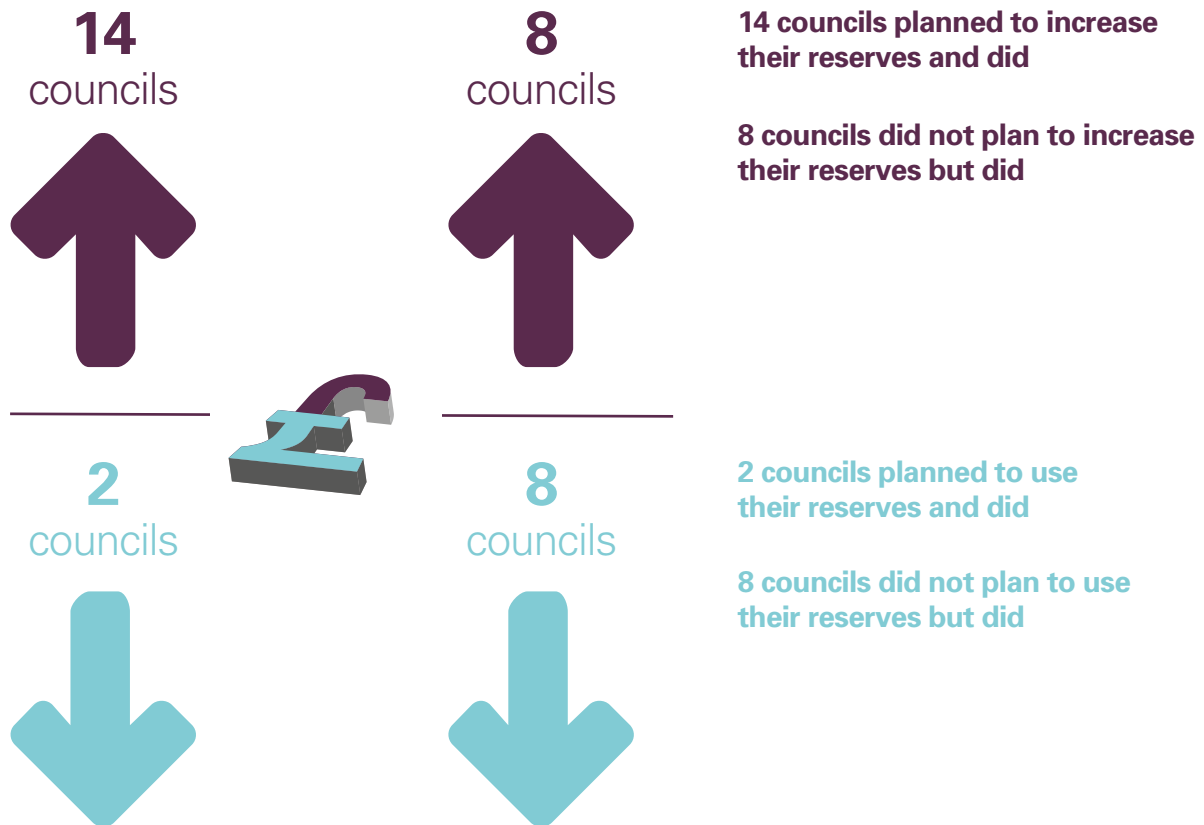 14
councils
8
councils
14 councils planned to increase
their reserves and did
8 councils did not plan to increase
their reserves but did
£
2
councils
8
councils
2 councils planned to use
their reserves and did
8 councils did not plan to use
their reserves but did